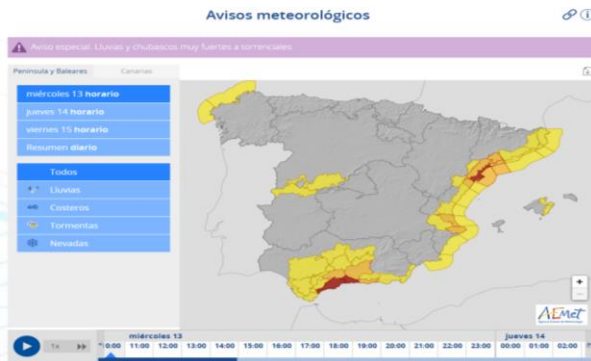 Avisos meteorológicos
Aviso especial. Lluvias y chubascos muy fuertes a torrenciales.
Península y Baleares Canarias
miércoles 13 horario
jueves 14 horario
viernes 15 horario
Resumen diario
Todos
Lluvias
Costeros
Tormentas
Nevadas
+
-
AEmet
miércoles 13 jueves 14
1x 0:00 11:00 12:00 13:00 14:00 15:00 16:00 17:00 18:00 19:00 20:00 21:00 22:00 23:00 00:00 01:00 02:00